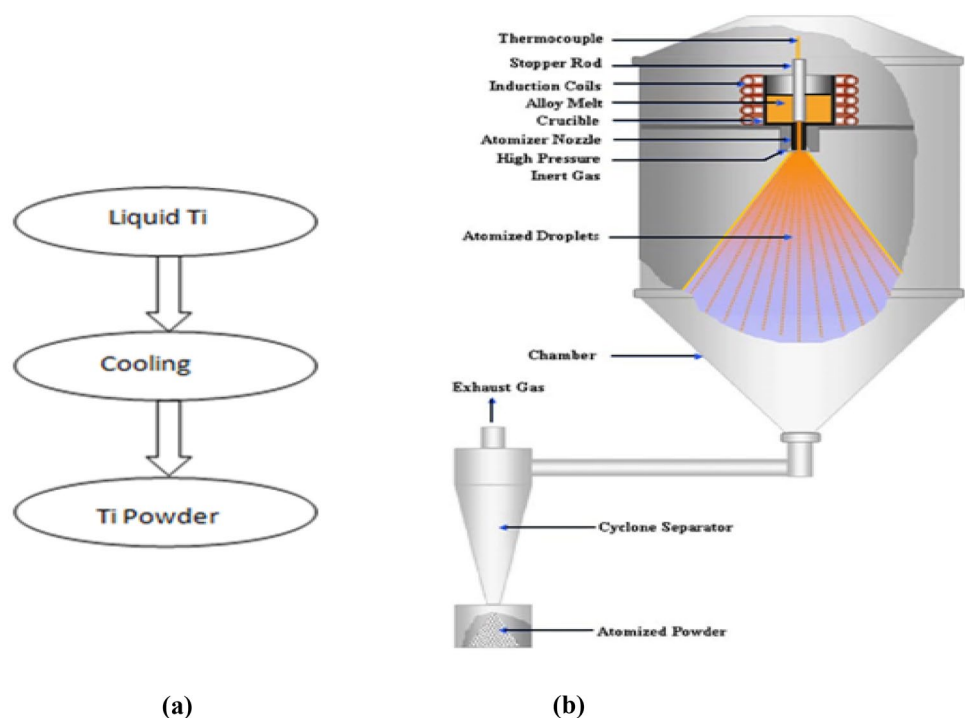 Liquid Ti
Cooling
Ti Powder
(a)
Thermocouple
Stopper Rod
Induction Coils
Alloy Melt
Crucible
Atomizer Nozzle
High Pressure
Inert Gas
Atomized Droplets
Chamber
Exhaust Gas
Cyclone Separator
Atomized Powder
(b)